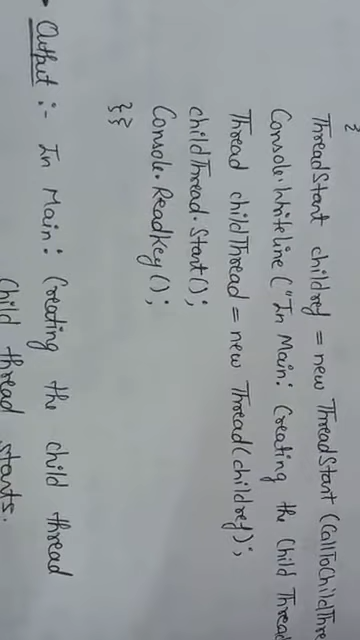 }
ThreadStart childref = new ThreadStart (CallToChildThre
Console.WriteLine ("In Main: Creating the Child Thread
Thread childThread = new Thread(childref);
childThread.Start();
Console.ReadKey();
}}
• Output :- In Main: Creating the child thread
Child thread starts.